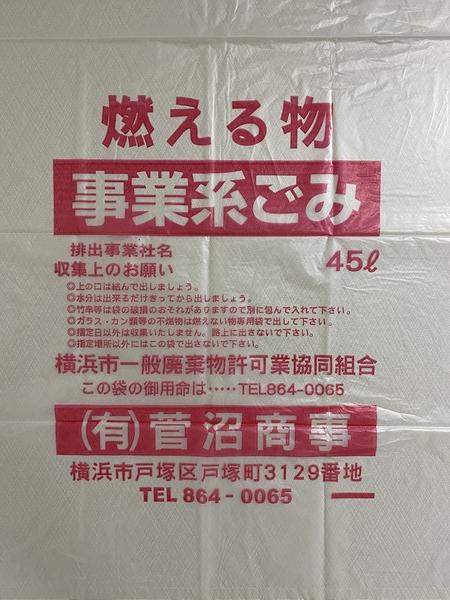 燃える物
事業系ごみ
排出事業社名
収集上のお願い
45ℓ
◎上の口は結んで出しましょう。
◎水分は出来るだけきってから出しましょう。
◎竹串等は袋の破損のおそれがありますので別に包んで入れて下さい。
◎ガラス・カン類等の不燃物は燃えない物専用袋で出して下さい。
◎指定日以外は収集いたしません。路上に出さないで下さい。
◎指定場所以外にはこの袋で出さないで下さい。
横浜市一般廃棄物許可業協同組合
この袋の御用命は‥‥‥TEL864-0065
(有)菅沼商事
横浜市戸塚区戸塚町3129番地
TEL 864-0065